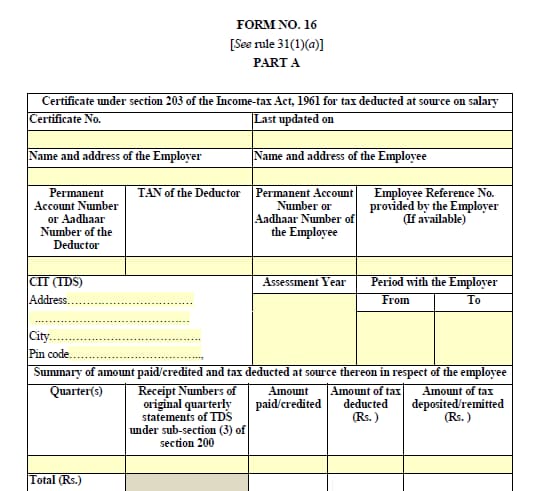 FORM NO. 16
[See rule 31(1)(a)]
PART A
Certificate under section 203 of the Income-tax Act, 1961 for tax deducted at source on salary
Certificate No.
Last updated on
Name and address of the Employer
Name and address of the Employee
Permanent
Account Number
or Aadhaar
Number of the
Deductor
TAN of the Deductor
Permanent Account
Number or
Aadhaar Number of
the Employee
Employee Reference No.
provided by the Employer
(If available)
CIT (TDS)
Address..................................
..............................................
City.........................................
Pin code...................................,
Assessment Year
Period with the Employer
From
To
Summary of amount paid/credited and tax deducted at source thereon in respect of the employee
Quarter(s)
Receipt Numbers of
original quarterly
statements of TDS
under sub-section (3) of
section 200
Amount
paid/credited
Amount of tax
deducted
(Rs. )
Amount of tax
deposited/remitted
(Rs. )
Total (Rs.)